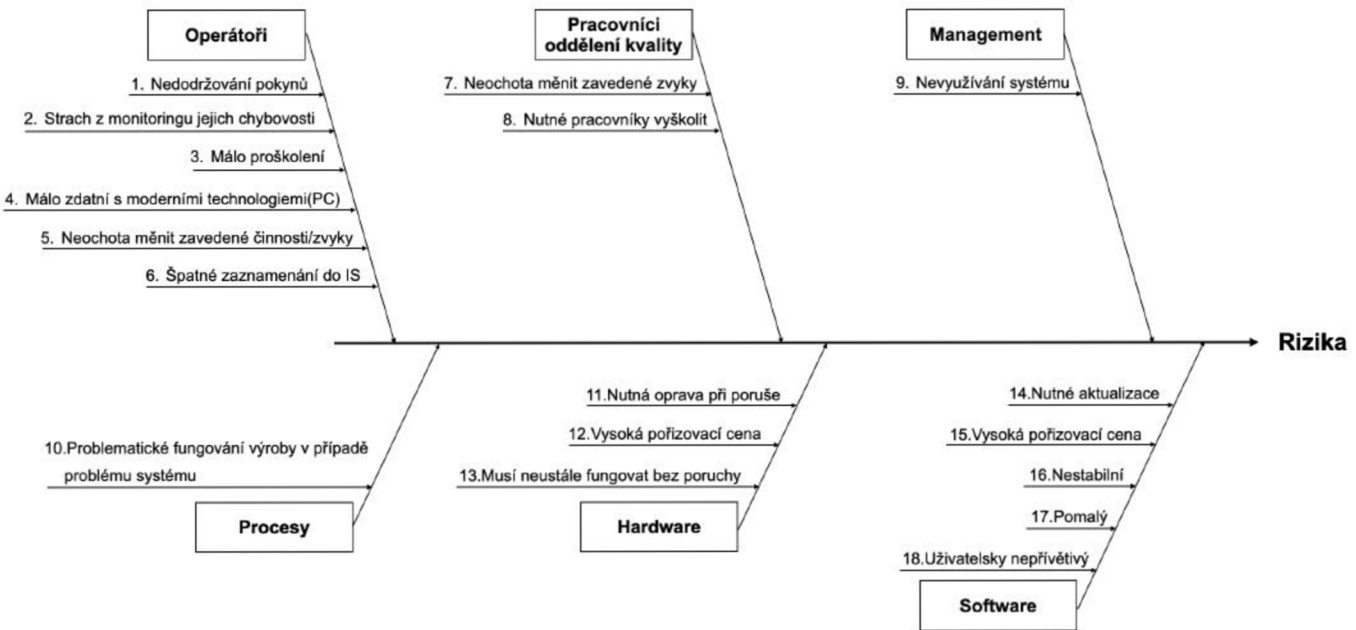 Operátoři
1. Nedodržování pokynů
2. Strach z monitoringu jejich chybovosti
3. Málo proškolení
4. Málo zdatní s moderními technologiemi(PC)
5. Neochota měnit zavedené činnosti/zvyky
6. Špatné zaznamenání do IS
Pracovníci
oddělení kvality
7. Neochota měnit zavedené zvyky
8. Nutné pracovníky vyškolit
Management
9. Nevyužívání systému
Rizika
10.Problematické fungování výroby v případě
problému systému
Procesy
11.Nutná oprava při poruše
12.Vysoká pořizovací cena
13.Musí neustále fungovat bez poruchy
Hardware
14.Nutné aktualizace
15.Vysoká pořizovací cena
16.Nestabilní
17.Pomalý
18.Uživatelsky nepřívětivý
Software